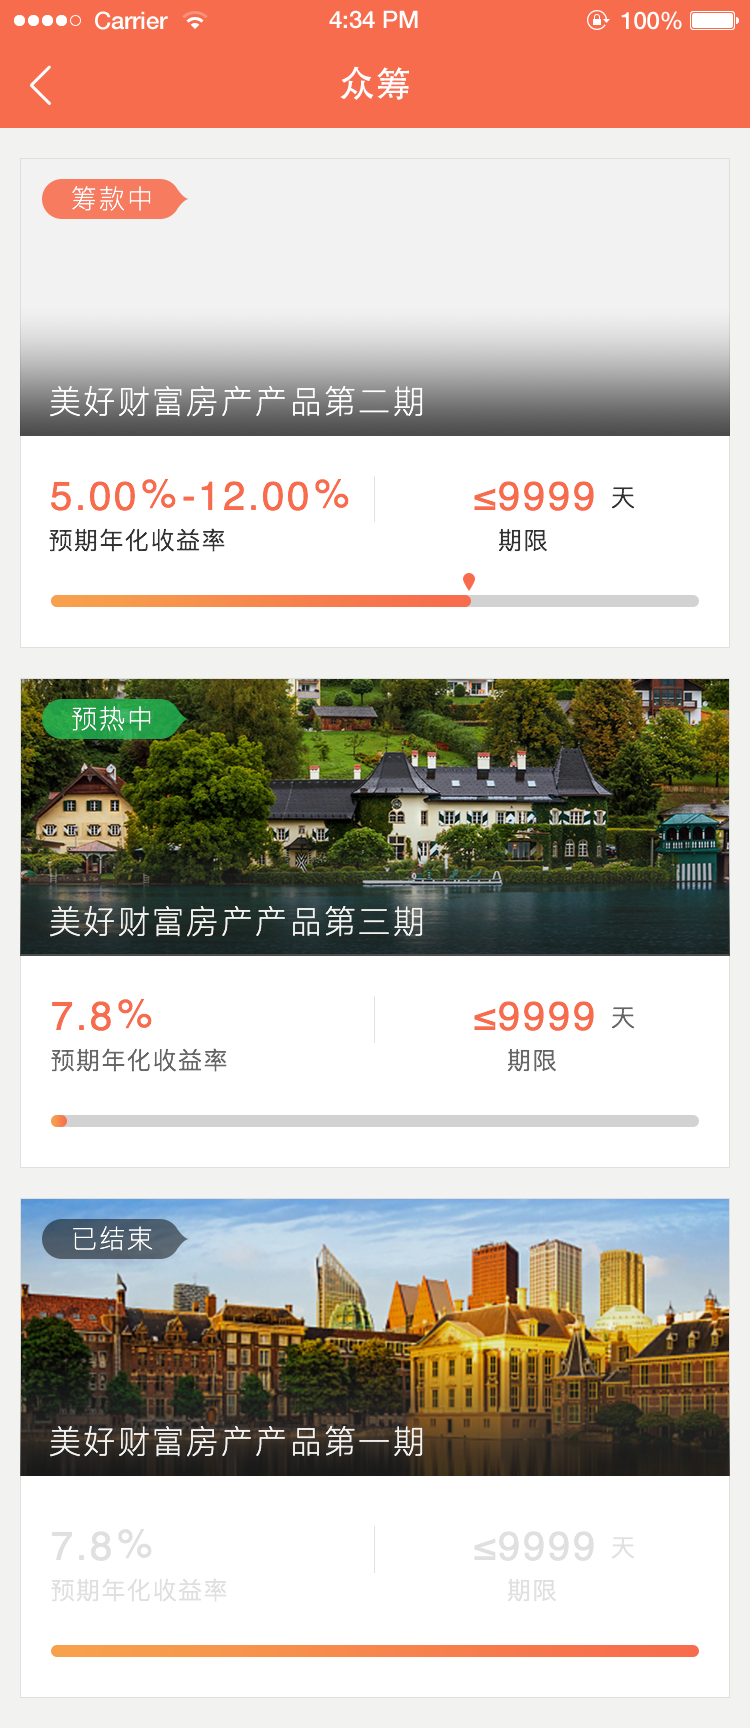 Carrier 4:34 PM 100%
众筹
筹款中
美好财富房产产品第二期
5.00%-12.00% ≤9999 天
预期年化收益率 期限
预热中
美好财富房产产品第三期
7.8% ≤9999 天
预期年化收益率 期限
已结束
美好财富房产产品第一期
7.8% ≤9999 天
预期年化收益率 期限